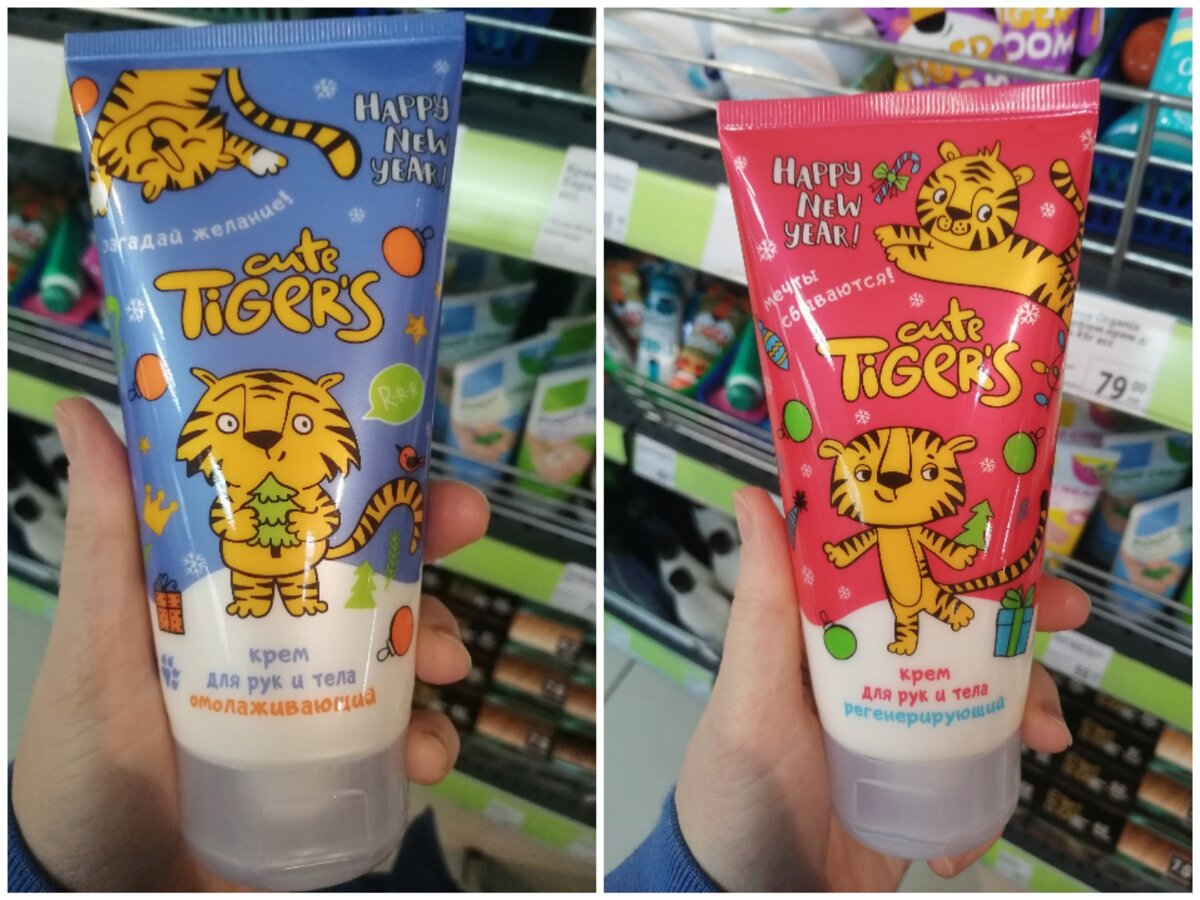 HAPPY
NEW
YEAR!
загадай желание!
cute
TiGER'S
R-R-R
крем
для рук и тела
омолаживающий
HAPPY
NEW
YEAR!
мечты
сбываются!
cute
TiGER'S
79 00
крем
для рук и тела
регенерирующий